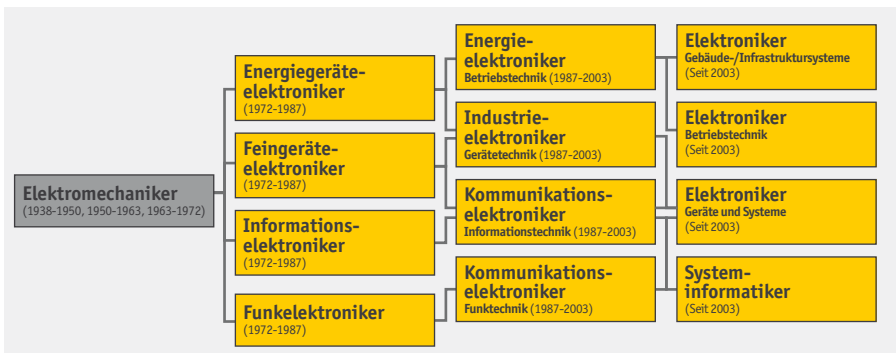 Elektromechaniker
(1938-1950, 1950-1963, 1963-1972)
Energiegeräte-
elektroniker
(1972-1987)
Feingeräte-
elektroniker
(1972-1987)
Informations-
elektroniker
(1972-1987)
Funkelektroniker
(1972-1987)
Energie-
elektroniker
Betriebstechnik (1987-2003)
Industrie-
elektroniker
Gerätetechnik (1987-2003)
Kommunikations-
elektroniker
Informationstechnik (1987-2003)
Kommunikations-
elektroniker
Funktechnik (1987-2003)
Elektroniker
Gebäude-/Infrastruktursysteme
(Seit 2003)
Elektroniker
Betriebstechnik
(Seit 2003)
Elektroniker
Geräte und Systeme
(Seit 2003)
System-
informatiker
(Seit 2003)